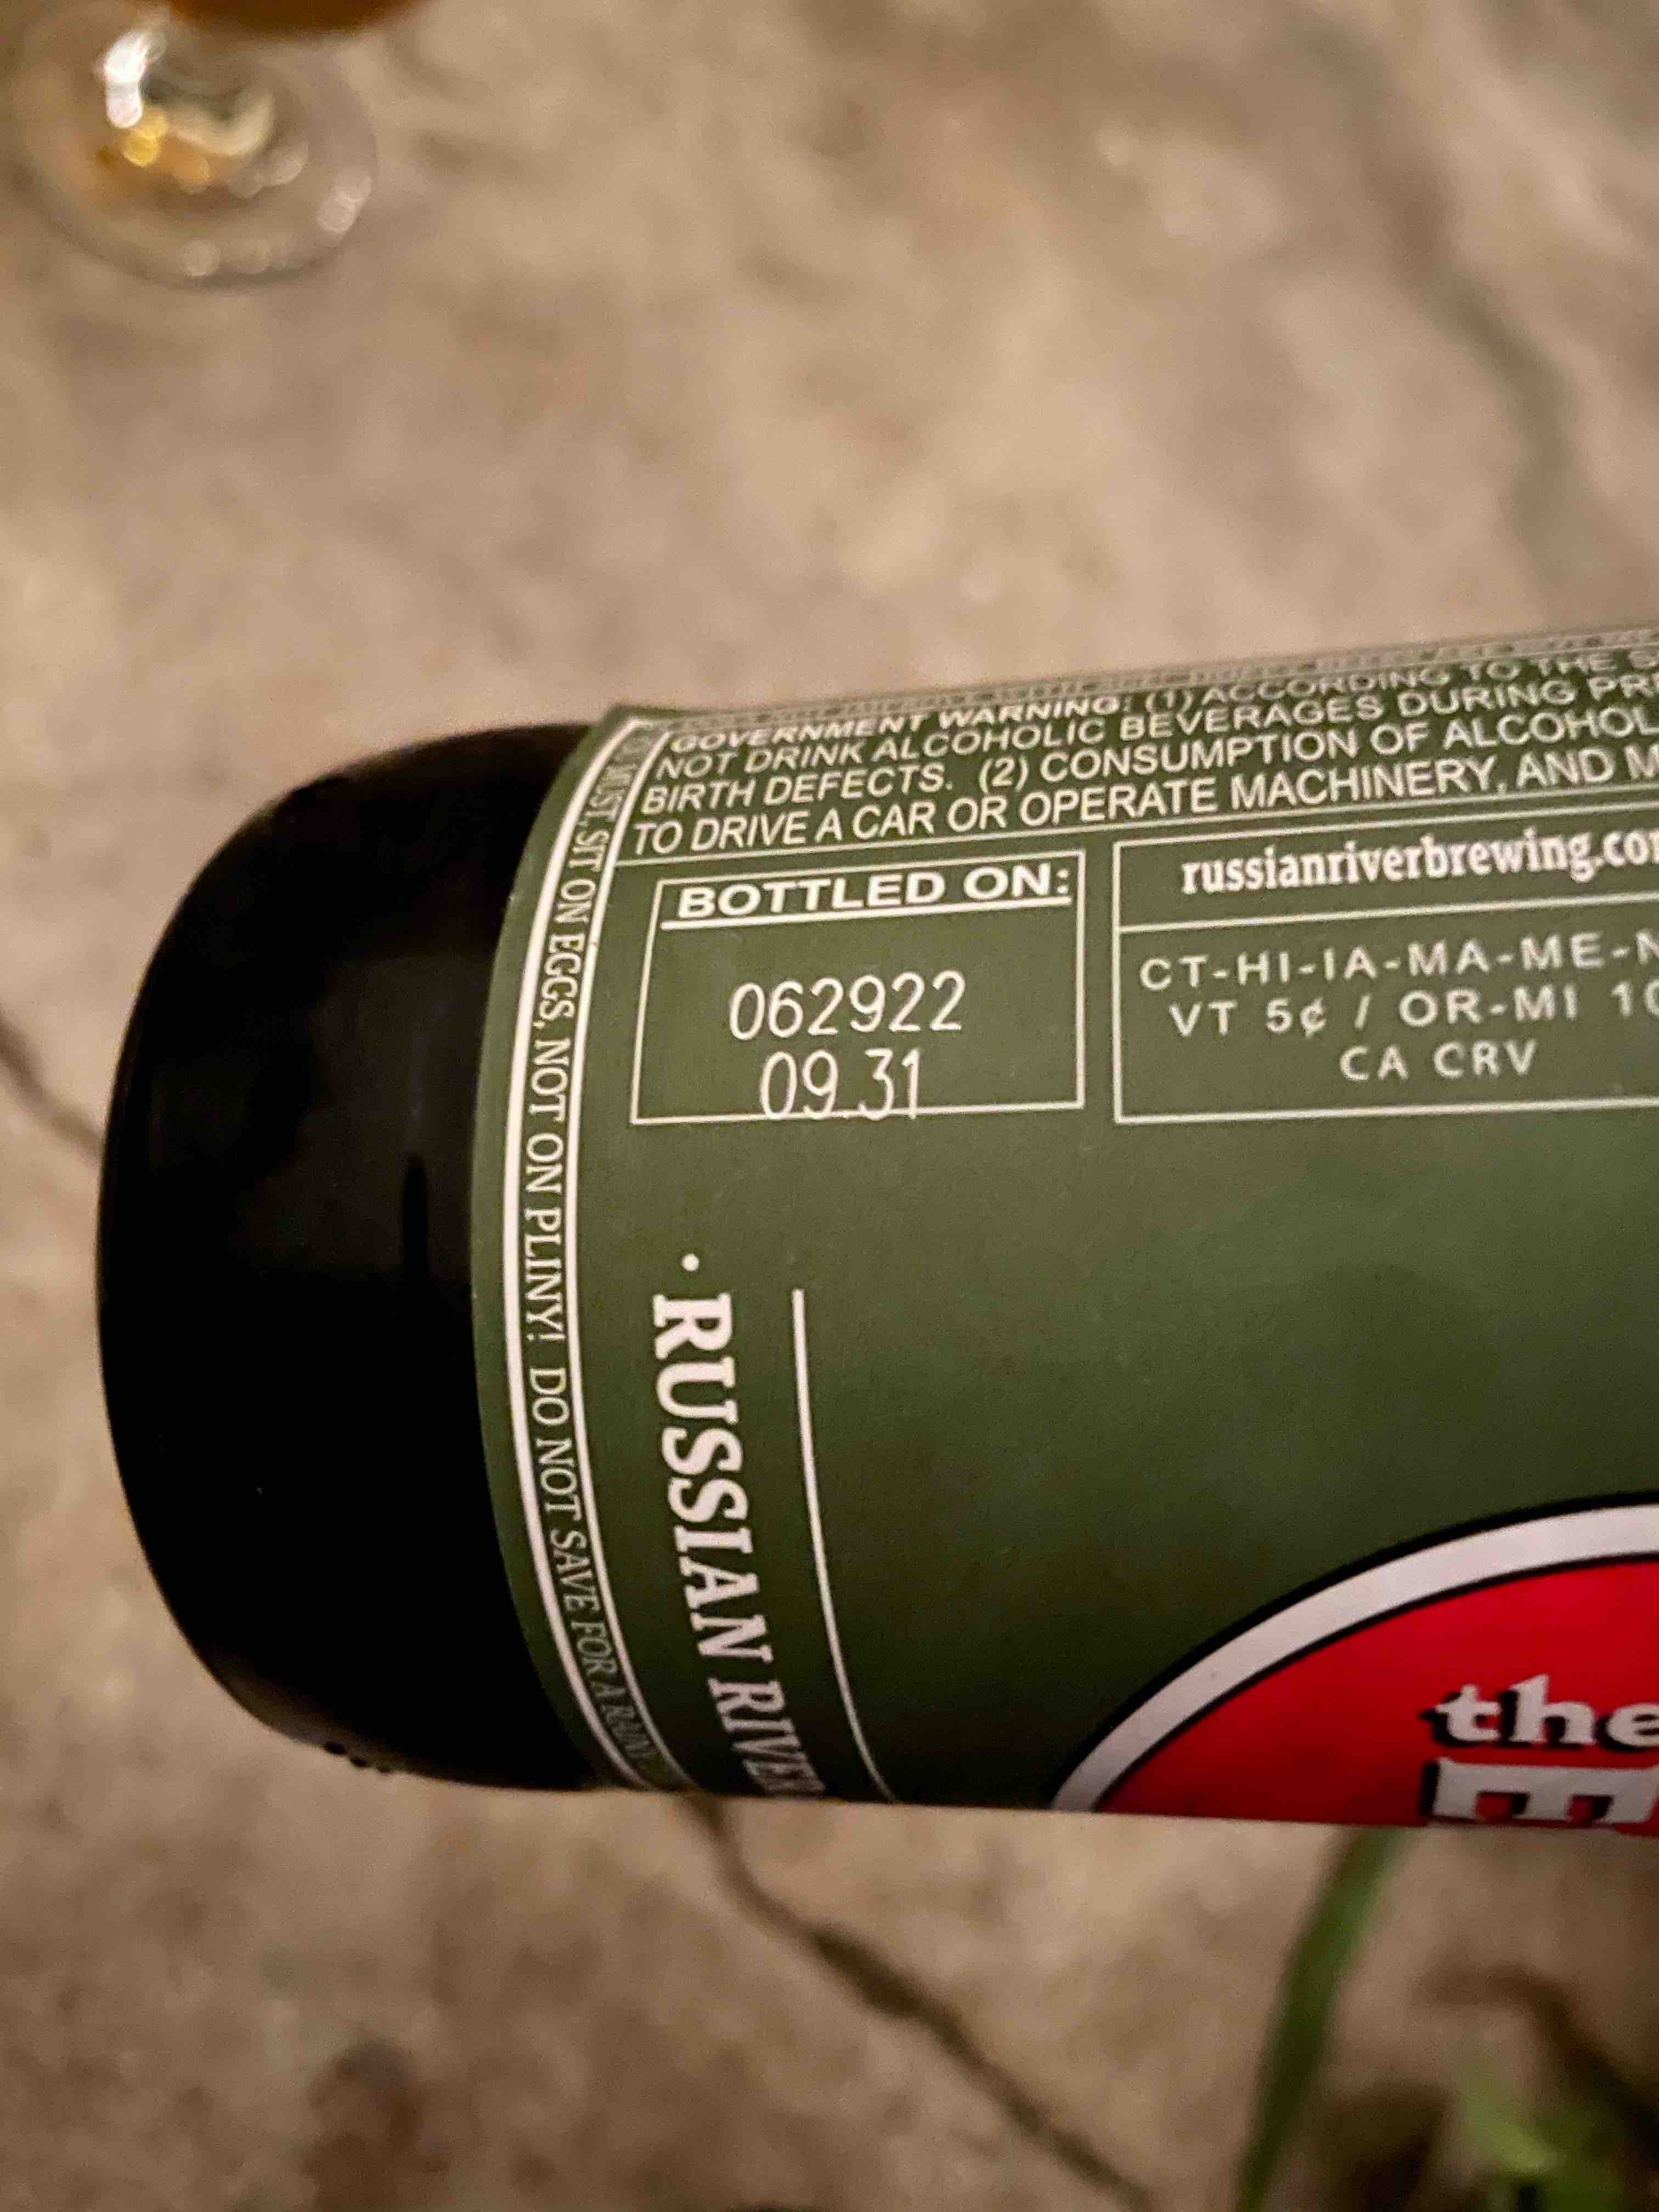 GOVERNMENT WARNING: (1) ACCORDING TO THE
NOT DRINK ALCOHOLIC BEVERAGES DURING
BIRTH DEFECTS. (2) CONSUMPTION OF ALCOHOL
TO DRIVE A CAR OR OPERATE MACHINERY, AND
BOTTLED ON:
062922
09.31
russianriverbrewing.co
CT-HI-IA-MA-ME-
VT 5¢ / OR-MI
CA CRV
MUST, SIT ON EGGS, NOT ON PLINY! DO NOT SAVE FOR A RAINY
· RUSSIAN RIVER
the
E